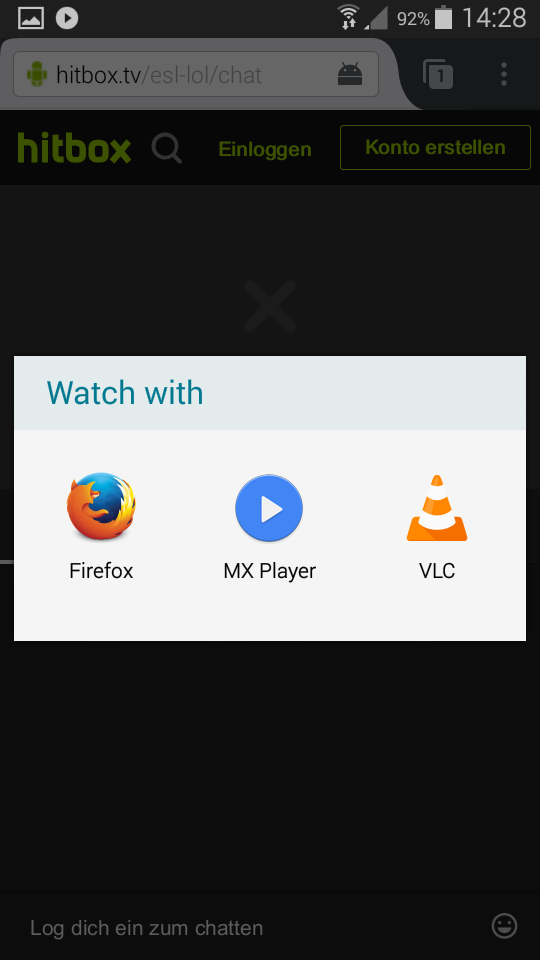 92% 14:28
hitbox.tv/esl-lol/chat 1
hitbox Einloggen Konto erstellen
Watch with
Firefox MX Player VLC
Log dich ein zum chatten